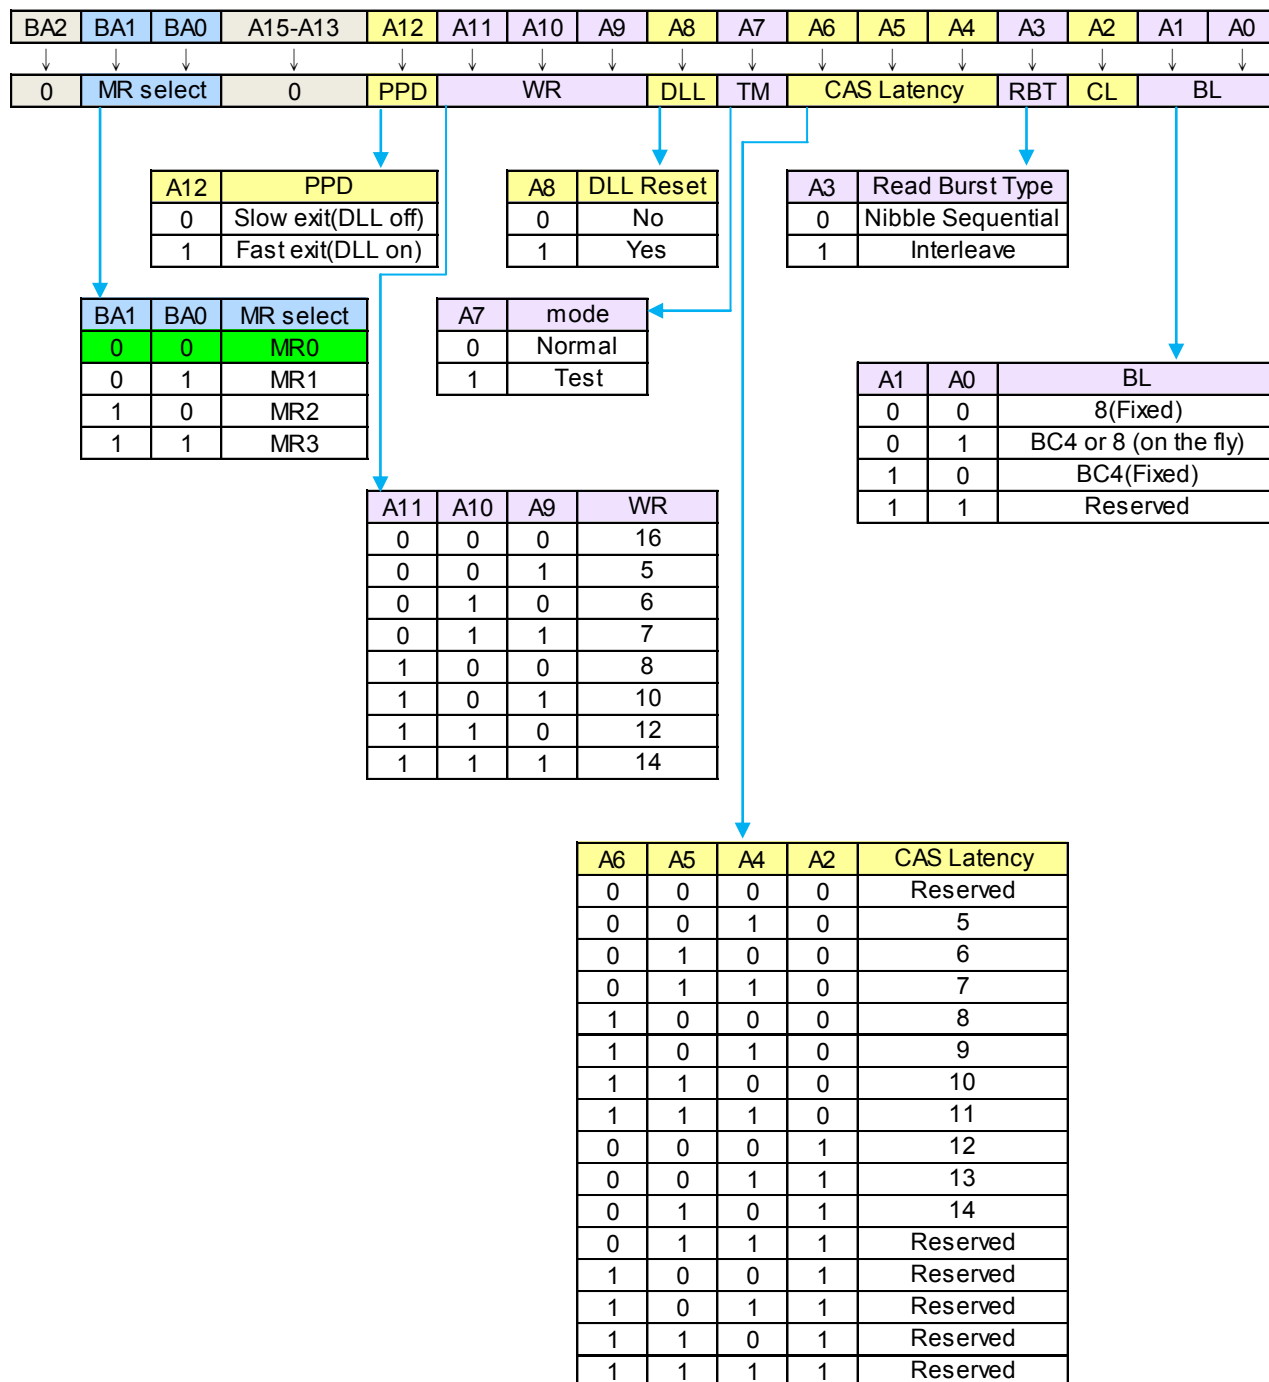 BA2 BA1 BA0 A15-A13 A12 A11 A10 A9 A8 A7 A6 A5 A4 A3 A2 A1 A0
0 MR select 0 PPD WR DLL TM CAS Latency RBT CL BL
A12 PPD
0 Slow exit(DLL off)
1 Fast exit(DLL on)
A8 DLL Reset
0 No
1 Yes
A3 Read Burst Type
0 Nibble Sequential
1 Interleave
BA1 BA0 MR select
0 0 MR0
0 1 MR1
1 0 MR2
1 1 MR3
A7 mode
0 Normal
1 Test
A1 A0 BL
0 0 8(Fixed)
0 1 BC4 or 8 (on the fly)
1 0 BC4(Fixed)
1 1 Reserved
A11 A10 A9 WR
0 0 0 16
0 0 1 5
0 1 0 6
0 1 1 7
1 0 0 8
1 0 1 10
1 1 0 12
1 1 1 14
A6 A5 A4 A2 CAS Latency
0 0 0 0 Reserved
0 0 1 0 5
0 1 0 0 6
0 1 1 0 7
1 0 0 0 8
1 0 1 0 9
1 1 0 0 10
1 1 1 0 11
0 0 0 1 12
0 0 1 1 13
0 1 0 1 14
0 1 1 1 Reserved
1 0 0 1 Reserved
1 0 1 1 Reserved
1 1 0 1 Reserved
1 1 1 1 Reserved